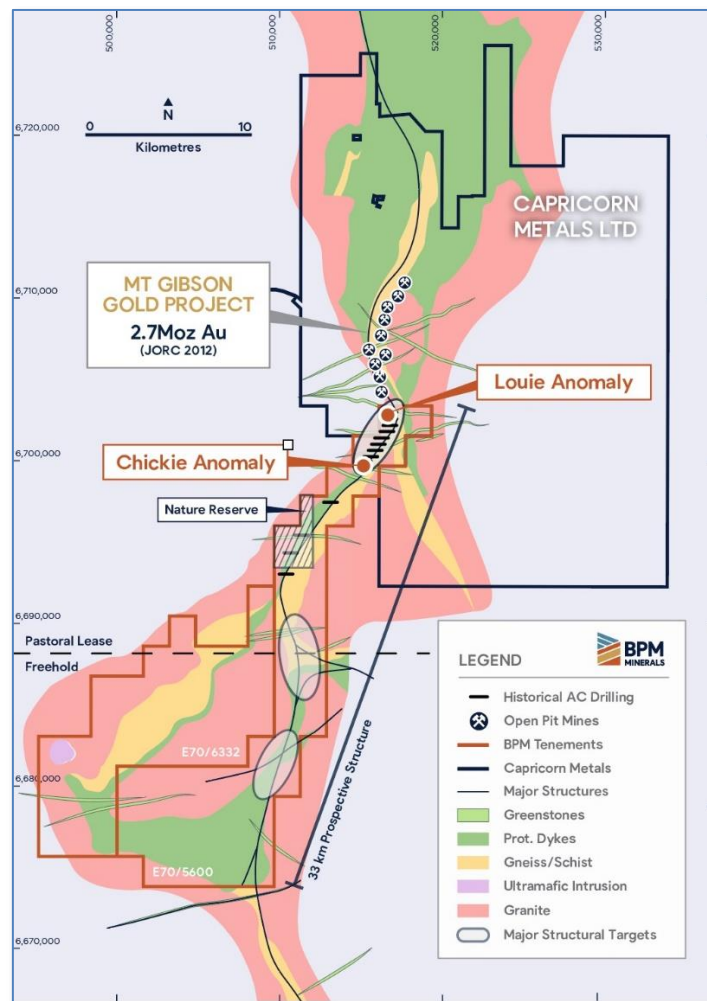 500,000
510,000
520,000
530,000
6,720,000
6,710,000
6,700,000
6,690,000
6,680,000
6,670,000
N
0 10
Kilometres
CAPRICORN
METALS LTD
MT GIBSON
GOLD PROJECT
2.7Moz Au
(JORC 2012)
Louie Anomaly
Chickie Anomaly
Nature Reserve
Pastoral Lease
Freehold
E70/6332
E70/5600
33 km Prospective Structure
LEGEND
BPM
MINERALS
Historical AC Drilling
Open Pit Mines
BPM Tenements
Capricorn Metals
Major Structures
Greenstones
Prot. Dykes
Gneiss/Schist
Ultramafic Intrusion
Granite
Major Structural Targets